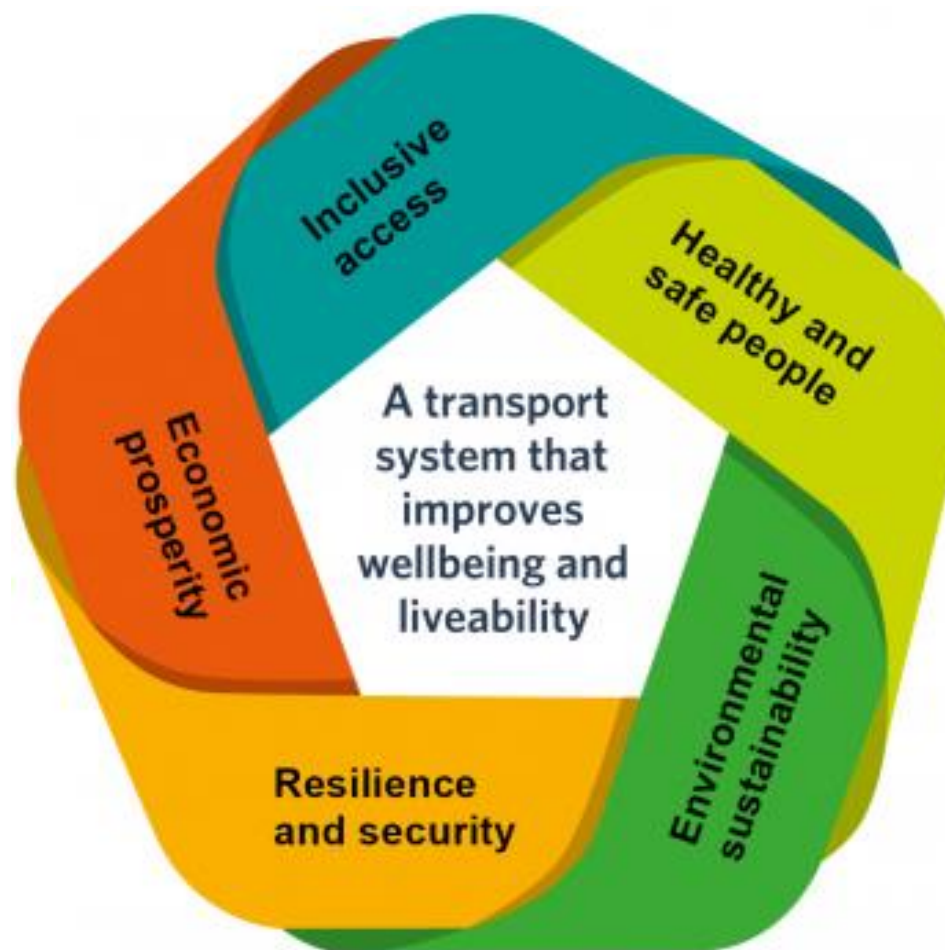 Inclusive
access
Healthy and
safe people
Environmental
sustainability
Resilience
and security
Economic
prosperity
A transport
system that
improves
wellbeing and
liveability